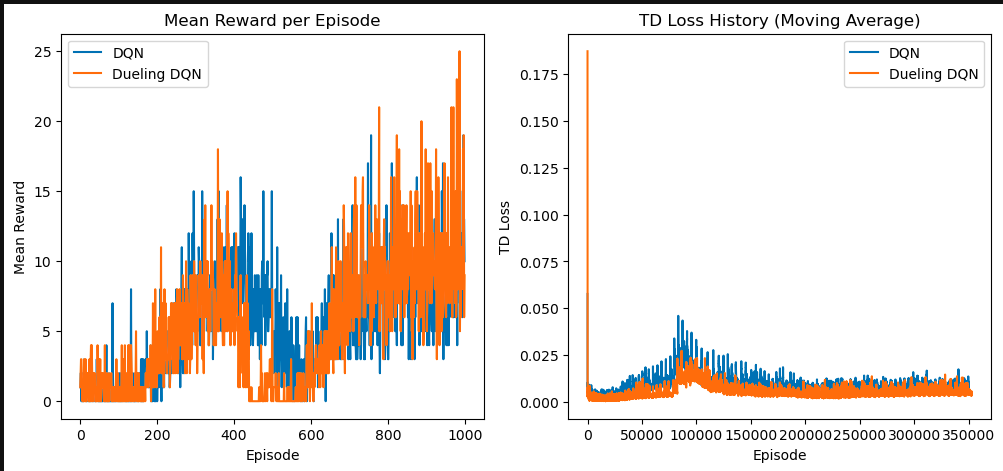 Mean Reward per Episode
DQN
Dueling DQN
25
20
15
10
5
0
Mean Reward
0 200 400 600 800 1000
Episode
TD Loss History (Moving Average)
DQN
Dueling DQN
0.175
0.150
0.125
0.100
0.075
0.050
0.025
0.000
TD Loss
0 50000 100000 150000 200000 250000 300000 350000
Episode